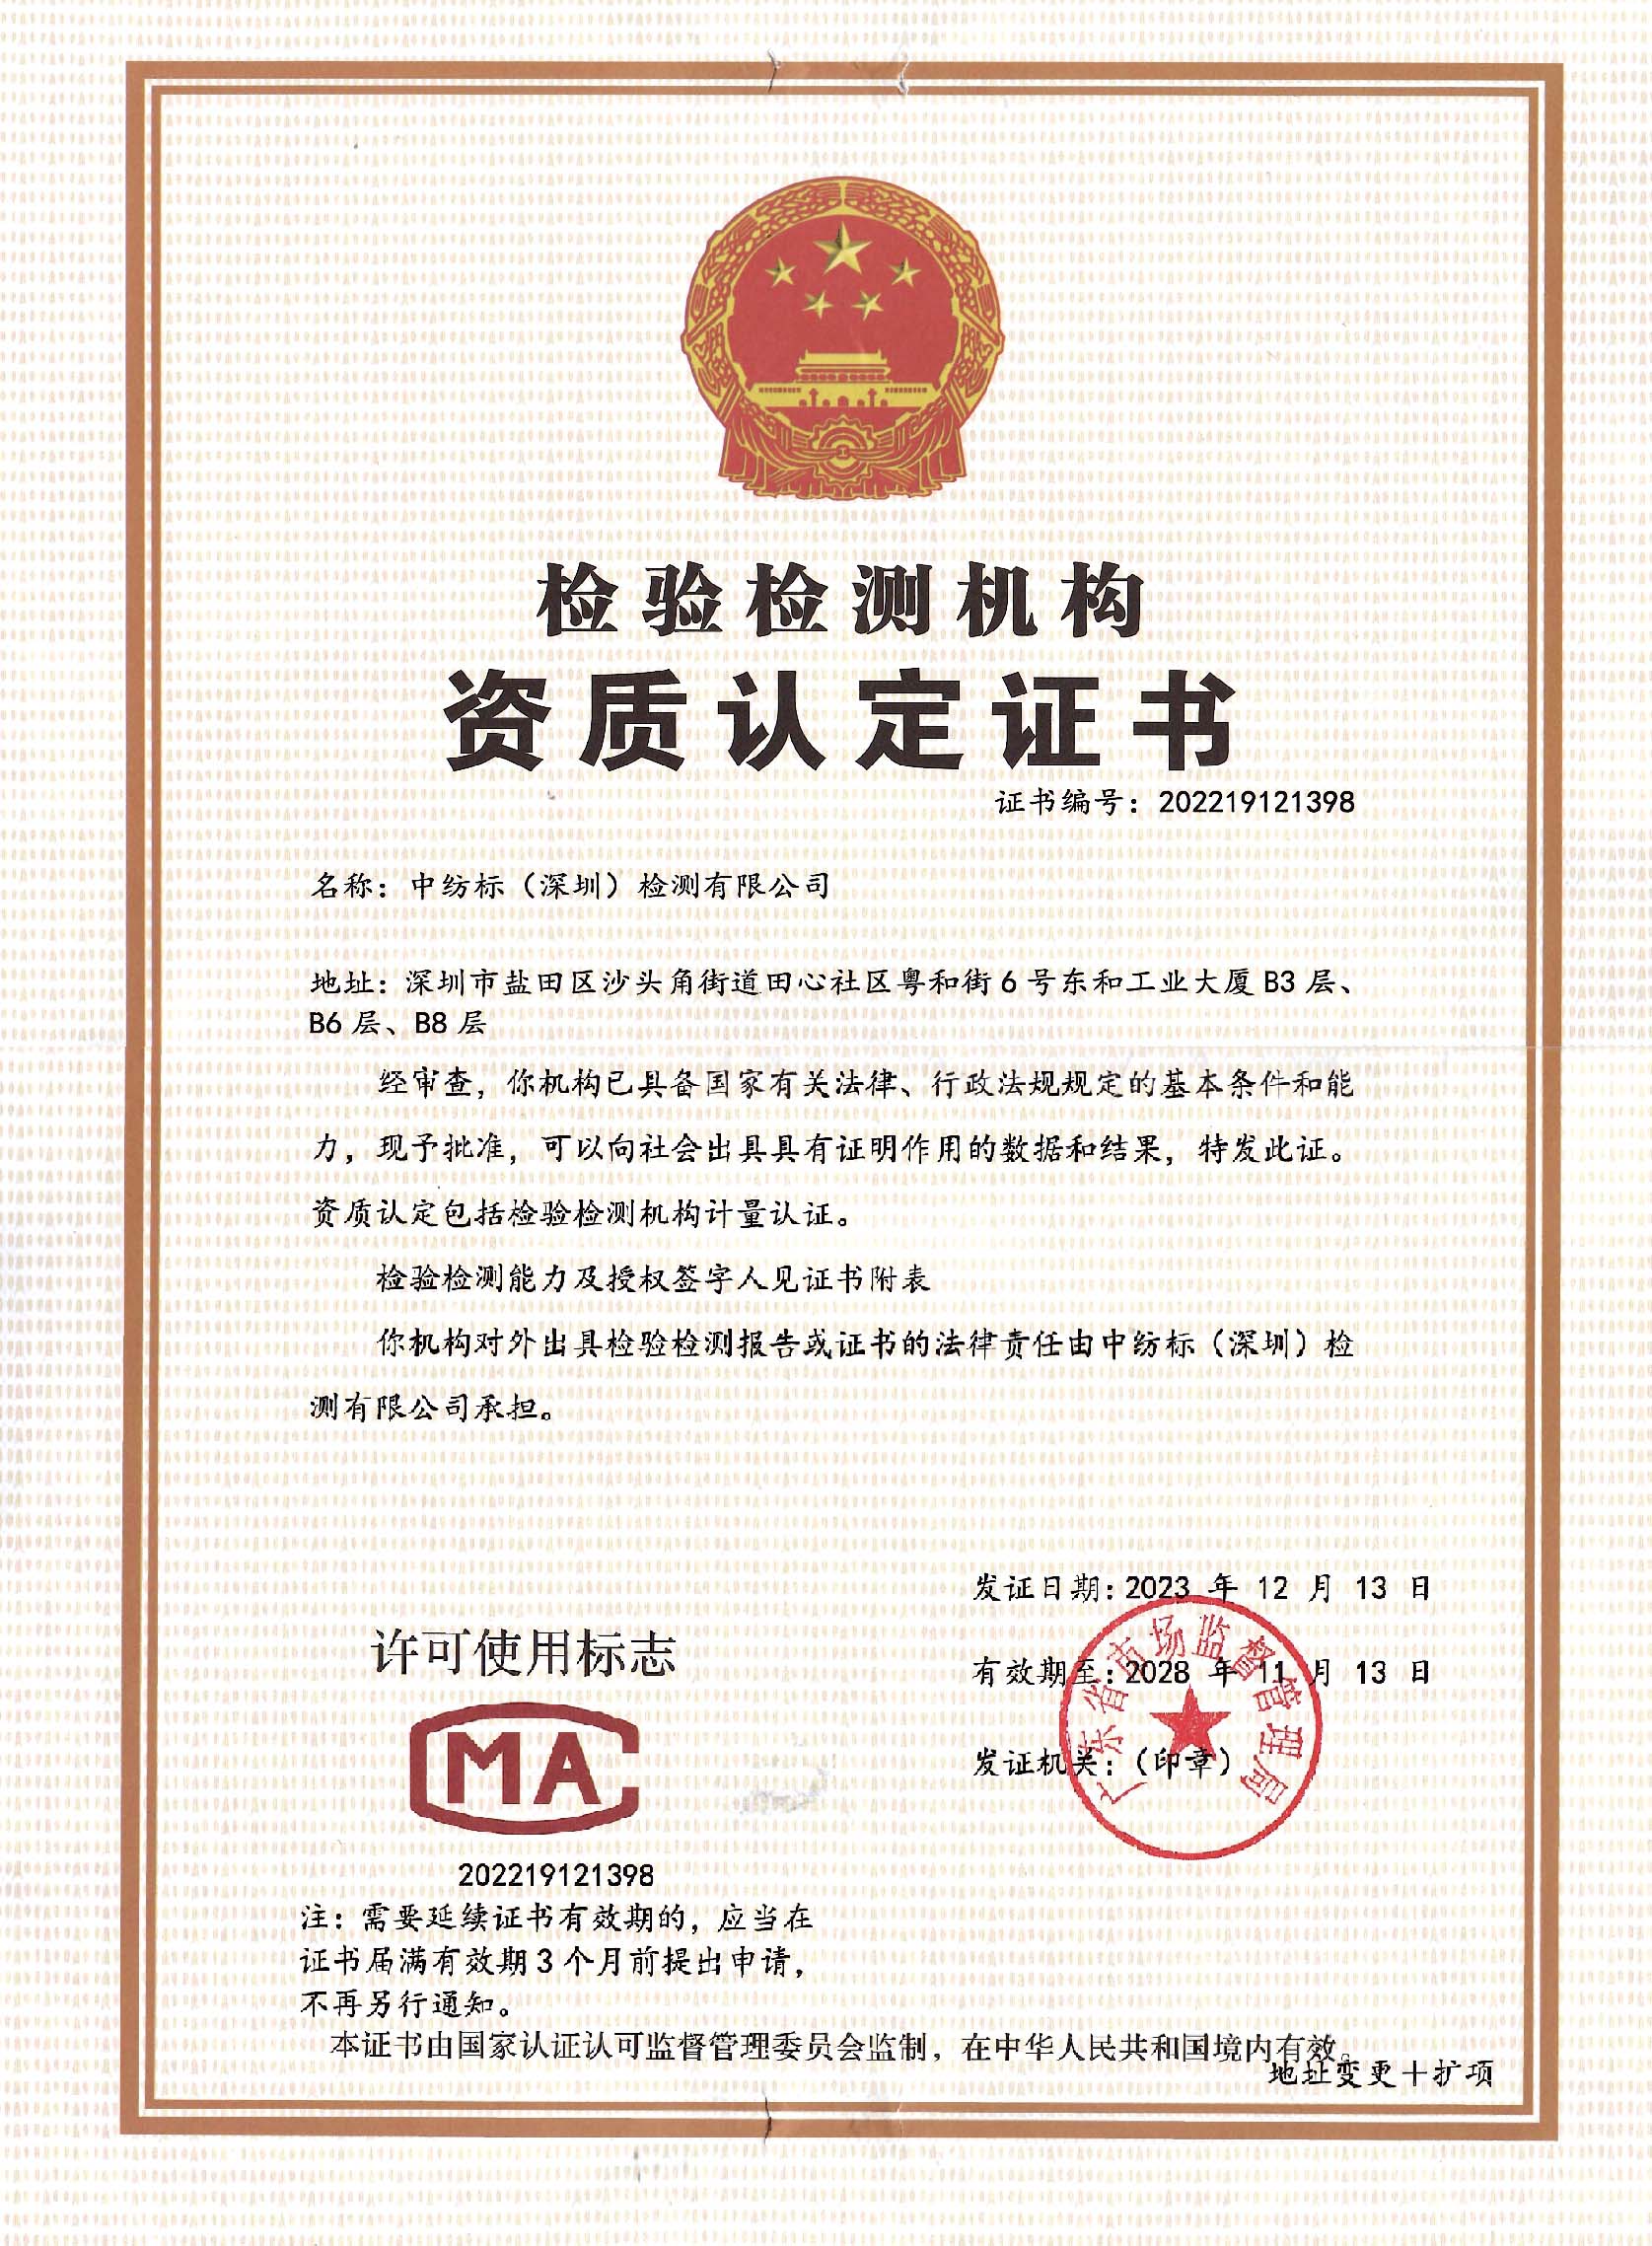 检验检测机构
资质认定证书
证书编号：202219121398
名称：中纺标（深圳）检测有限公司
地址：深圳市盐田区沙头角街道田心社区粤和街6号东和工业大厦B3层、
B6层、B8层
经审查，你机构已具备国家有关法律、行政法规规定的基本条件和能
力，现予批准，可以向社会出具具有证明作用的数据和结果，特发此证。
资质认定包括检验检测机构计量认证。
检验检测能力及授权签字人见证书附表
你机构对外出具检验检测报告或证书的法律责任由中纺标（深圳）检
测有限公司承担。
许可使用标志
MA
202219121398
注：需要延续证书有效期的，应当在
证书届满有效期3个月前提出申请，
不再另行通知。
发证日期：2023 年 12 月 13 日
有效期至：2028 年 11 月 13 日
发证机关：（印章）
广东省市场监督管理局
本证书由国家认证认可监督管理委员会监制，在中华人民共和国境内有效。
地址变更十扩项